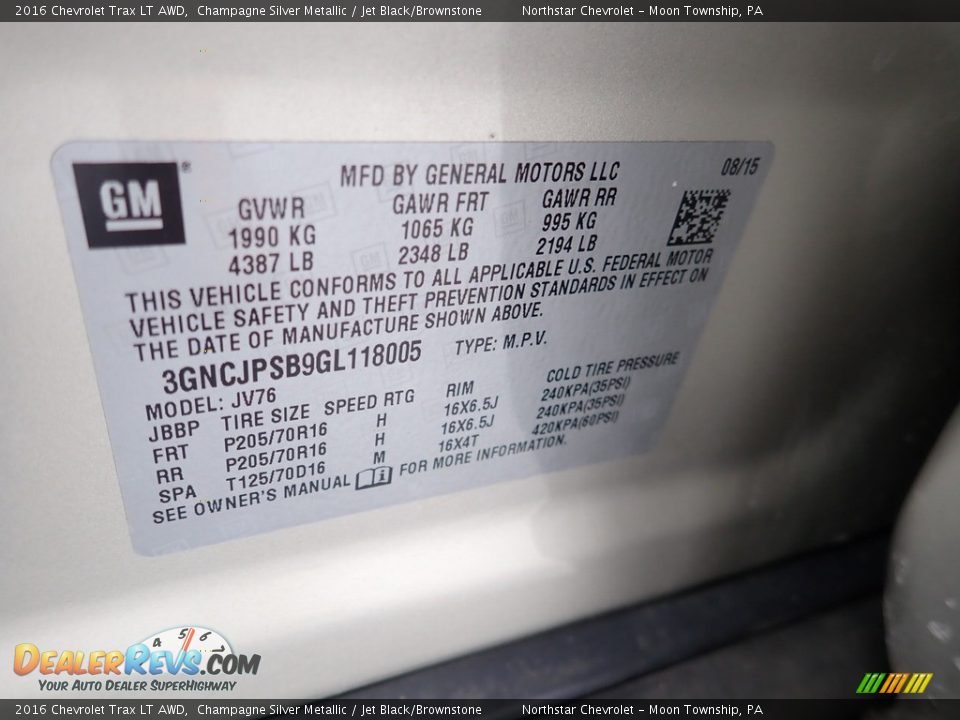 2016 Chevrolet Trax LT AWD, Champagne Silver Metallic / Jet Black/Brownstone Northstar Chevrolet - Moon Township, PA
GM®
MFD BY GENERAL MOTORS LLC 08/15
GVWR GAWR FRT GAWR RR
1990 KG 1065 KG 995 KG
4387 LB 2348 LB 2194 LB
THIS VEHICLE CONFORMS TO ALL APPLICABLE U.S. FEDERAL MOTOR
VEHICLE SAFETY AND THEFT PREVENTION STANDARDS IN EFFECT ON
THE DATE OF MANUFACTURE SHOWN ABOVE.
3GNCJPSB9GL118005 TYPE: M.P.V.
MODEL: JV76
JBBP TIRE SIZE SPEED RTG RIM COLD TIRE PRESSURE
FRT P205/70R16 H 16X6.5J 240KPA(35PSI)
RR P205/70R16 H 16X6.5J 240KPA(35PSI)
SPA T125/70D16 M 16X4T 420KPA(60PSI)
SEE OWNER'S MANUAL FOR MORE INFORMATION.
4 5 6
DEALERREVS.COM
YOUR AUTO DEALER SUPERHIGHWAY
2016 Chevrolet Trax LT AWD, Champagne Silver Metallic / Jet Black/Brownstone Northstar Chevrolet - Moon Township, PA